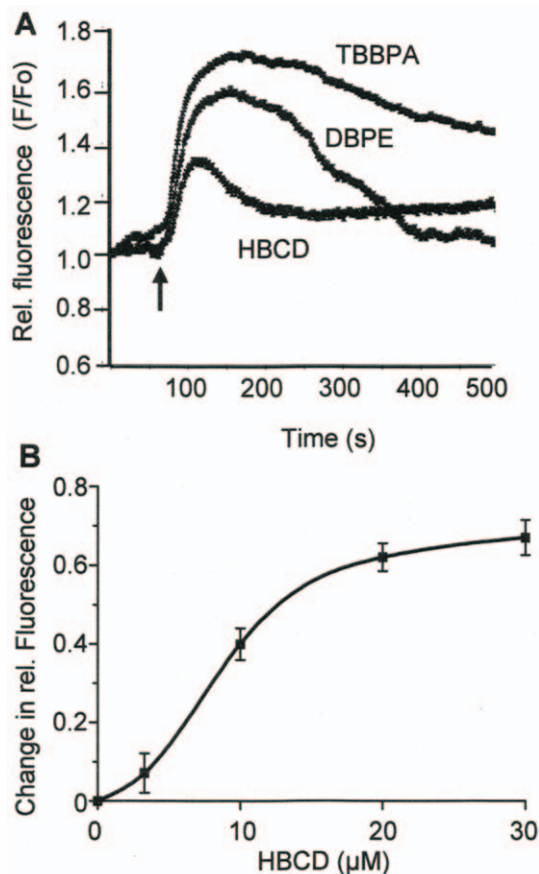 A
Rel. fluorescence (F/Fo)
1.8
1.6
1.4
1.2
1.0
0.8
0.6
TBBPA
DBPE
HBCD
100 200 300 400 500
Time (s)
B
Change in rel. Fluorescence
0.8
0.6
0.4
0.2
0
0 10 20 30
HBCD (μM)